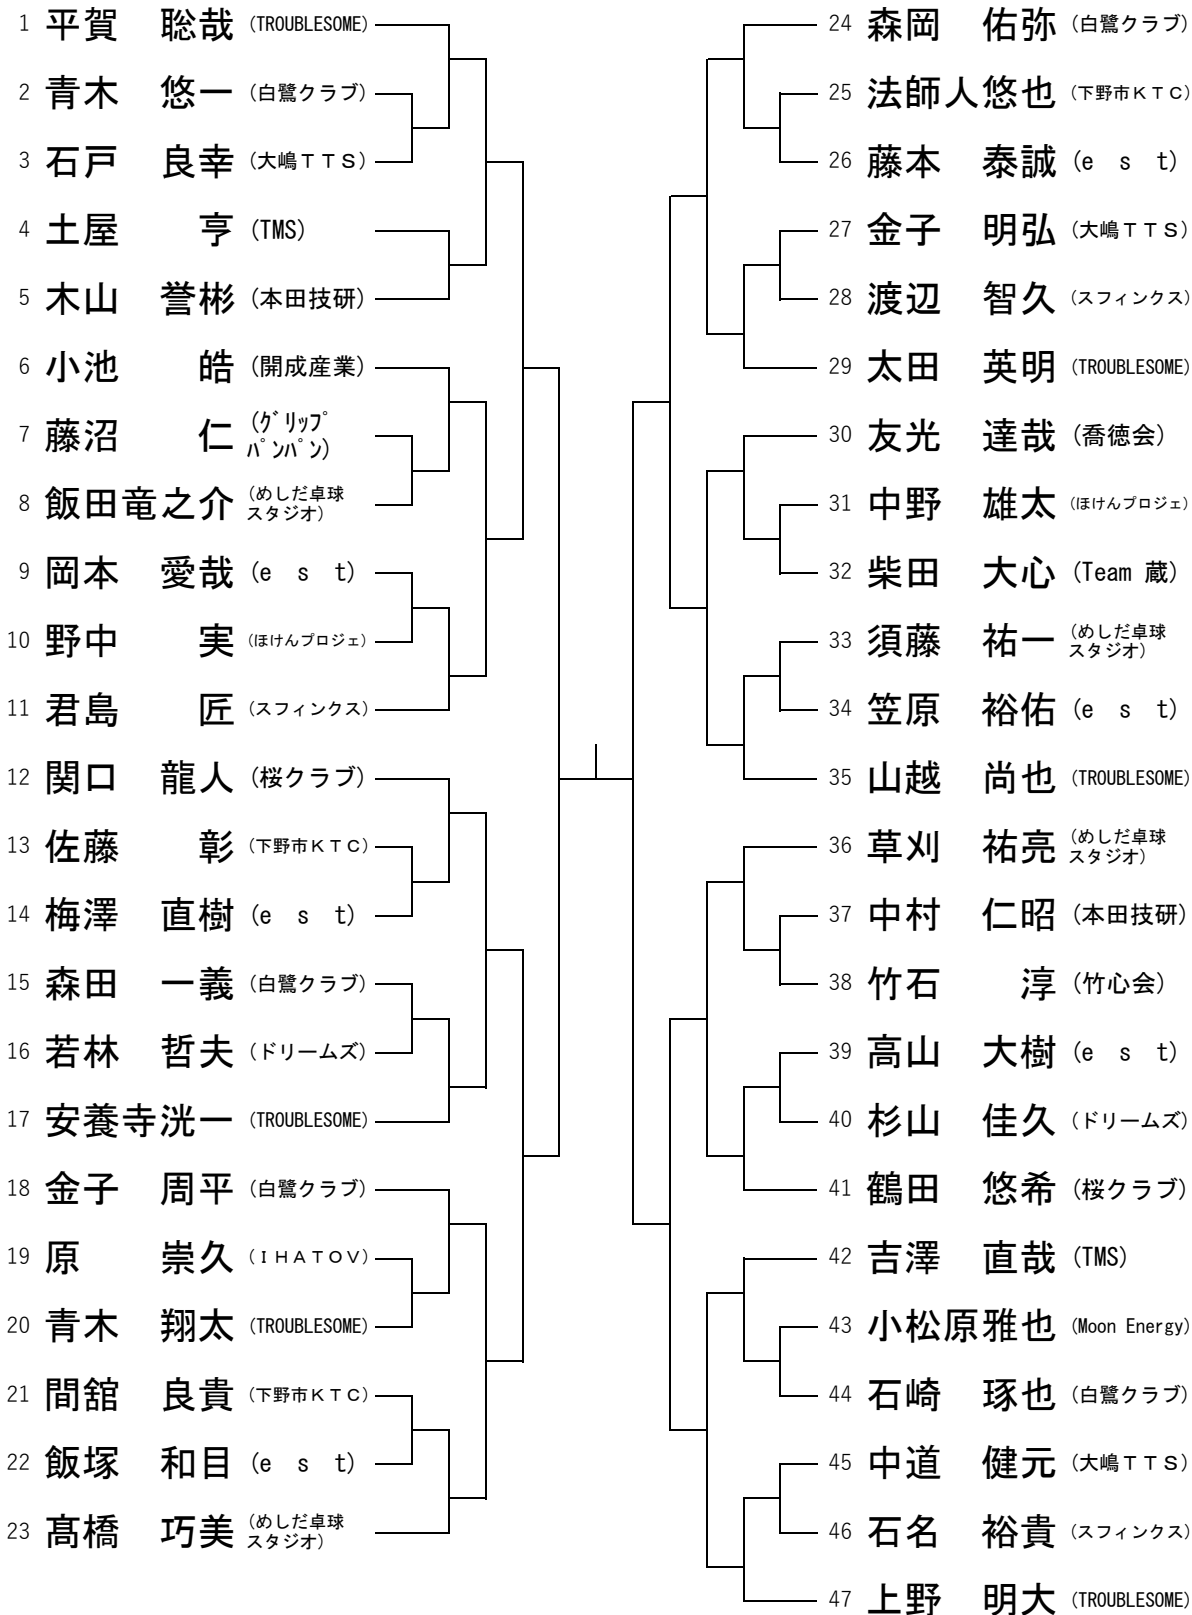 1 平賀　聡哉 (TROUBLESOME)
2 青木　悠一 (白鷺クラブ)
3 石戸　良幸 (大嶋ＴＴＳ)
4 土屋　　亨 (TMS)
5 木山　誉彬 (本田技研)
6 小池　　皓 (開成産業)
7 藤沼　　仁 (ｸﾞﾘｯﾌﾟ
ﾊﾟﾝﾊﾟﾝ)
8 飯田竜之介 (めしだ卓球
スタジオ)
9 岡本　愛哉 (e s t)
10 野中　　実 (ほけんプロジェ)
11 君島　　匠 (スフィンクス)
12 関口　龍人 (桜クラブ)
13 佐藤　　彰 (下野市ＫＴＣ)
14 梅澤　直樹 (e s t)
15 森田　一義 (白鷺クラブ)
16 若林　哲夫 (ドリームズ)
17 安養寺洸一 (TROUBLESOME)
18 金子　周平 (白鷺クラブ)
19 原　　崇久 (ＩＨＡＴＯＶ)
20 青木　翔太 (TROUBLESOME)
21 間舘　良貴 (下野市ＫＴＣ)
22 飯塚　和目 (e s t)
23 髙橋　巧美 (めしだ卓球
スタジオ)
24 森岡　佑弥 (白鷺クラブ)
25 法師人悠也 (下野市ＫＴＣ)
26 藤本　泰誠 (e s t)
27 金子　明弘 (大嶋ＴＴＳ)
28 渡辺　智久 (スフィンクス)
29 太田　英明 (TROUBLESOME)
30 友光　達哉 (喬徳会)
31 中野　雄太 (ほけんプロジェ)
32 柴田　大心 (Team 蔵)
33 須藤　祐一 (めしだ卓球
スタジオ)
34 笠原　裕佑 (e s t)
35 山越　尚也 (TROUBLESOME)
36 草刈　祐亮 (めしだ卓球
スタジオ)
37 中村　仁昭 (本田技研)
38 竹石　　淳 (竹心会)
39 高山　大樹 (e s t)
40 杉山　佳久 (ドリームズ)
41 鶴田　悠希 (桜クラブ)
42 吉澤　直哉 (TMS)
43 小松原雅也 (Moon Energy)
44 石崎　琢也 (白鷺クラブ)
45 中道　健元 (大嶋ＴＴＳ)
46 石名　裕貴 (スフィンクス)
47 上野　明大 (TROUBLESOME)